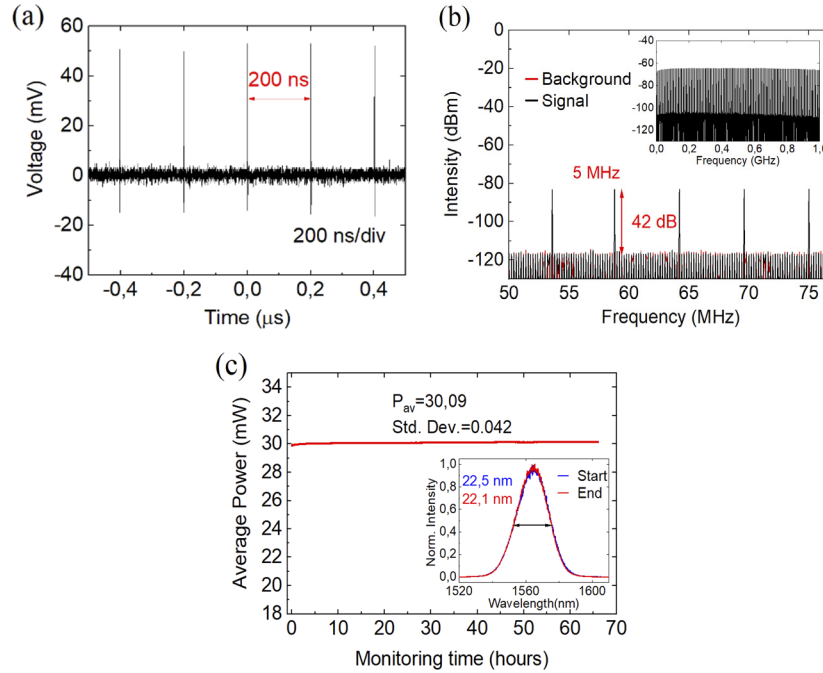 (a)
60
40
20
0
-20
-40
Voltage (mV)
200 ns
200 ns/div
-0,4 -0,2 0,0 0,2 0,4
Time (µs)
(b)
0
-20
-40
-60
-80
-100
-120
Intensity (dBm)
Background
Signal
5 MHz
42 dB
50 55 60 65 70 75
Frequency (MHz)
-40
-60
-80
-100
-120
0,0 0,2 0,4 0,6 0,8 1,0
Frequency (GHz)
(c)
34
32
30
28
26
24
22
20
18
Average Power (mW)
Pav=30,09
Std. Dev.=0.042
0 10 20 30 40 50 60 70
Monitoring time (hours)
1,0
0,8
0,6
0,4
0,2
0,0
Norm. Intensity
22,5 nm
22,1 nm
Start
End
1520 1560 1600
Wavelength(nm)